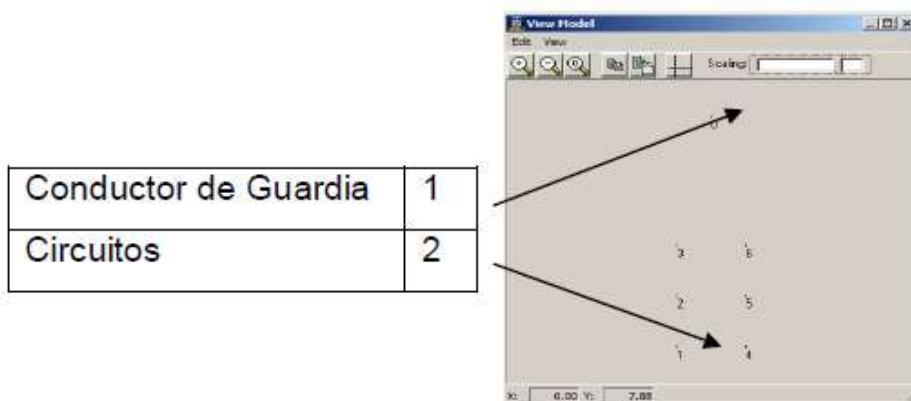 View Model
Edit View
Scaling:
0
Conductor de Guardia 1
Circuitos 2
3 6
2 5
1 4
X: 0.00 Y: 7.88